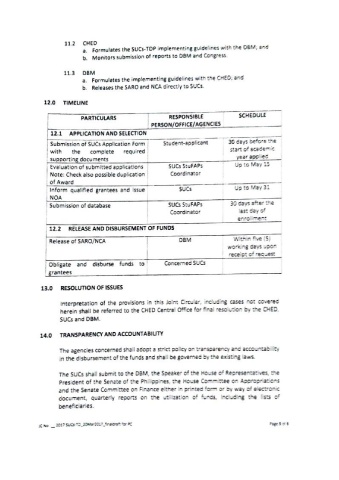 11.2 CHED
a. Formulates the SUCs-TDP implementing guidelines with the DBM; and
b. Monitors submission of reports to DBM and Congress.
11.3 DBM
a. Formulates the implementing guidelines with the CHED; and
b. Releases the SARO and NCA directly to SUCs.
12.0 TIMELINE
PARTICULARS
RESPONSIBLE
PERSON/OFFICE/AGENCIES
SCHEDULE
12.1 APPLICATION AND SELECTION
Submission of SUCs Application Form
with the complete required
supporting documents
Student-applicant
30 days before the
start of academic
year applied
Evaluation of submitted applications
Note: Check also possible duplication
of Award
SUCs StuFAPs
Coordinator
Up to May 15
Inform qualified grantees and issue
NOA
SUCs
Up to May 31
Submission of database
SUCs StuFAPs
Coordinator
30 days after the
last day of
enrollment
12.2 RELEASE AND DISBURSEMENT OF FUNDS
Release of SARO/NCA
DBM
Within five (5)
working days upon
receipt of request
Obligate and disburse funds to
grantees
Concerned SUCs
13.0 RESOLUTION OF ISSUES
Interpretation of the provisions in this Joint Circular, including cases not covered
herein shall be referred to the CHED Central Office for final resolution by the CHED,
SUCs and DBM.
14.0 TRANSPARENCY AND ACCOUNTABILITY
The agencies concerned shall adopt a strict policy on transparency and accountability
in the disbursement of the funds and shall be governed by the existing laws.
The SUCs shall submit to the DBM, the Speaker of the House of Representatives, the
President of the Senate of the Philippines, the House Committee on Appropriations
and the Senate Committee on Finance either in printed form or by way of electronic
document, quarterly reports on the utilization of funds, including the lists of
beneficiaries.